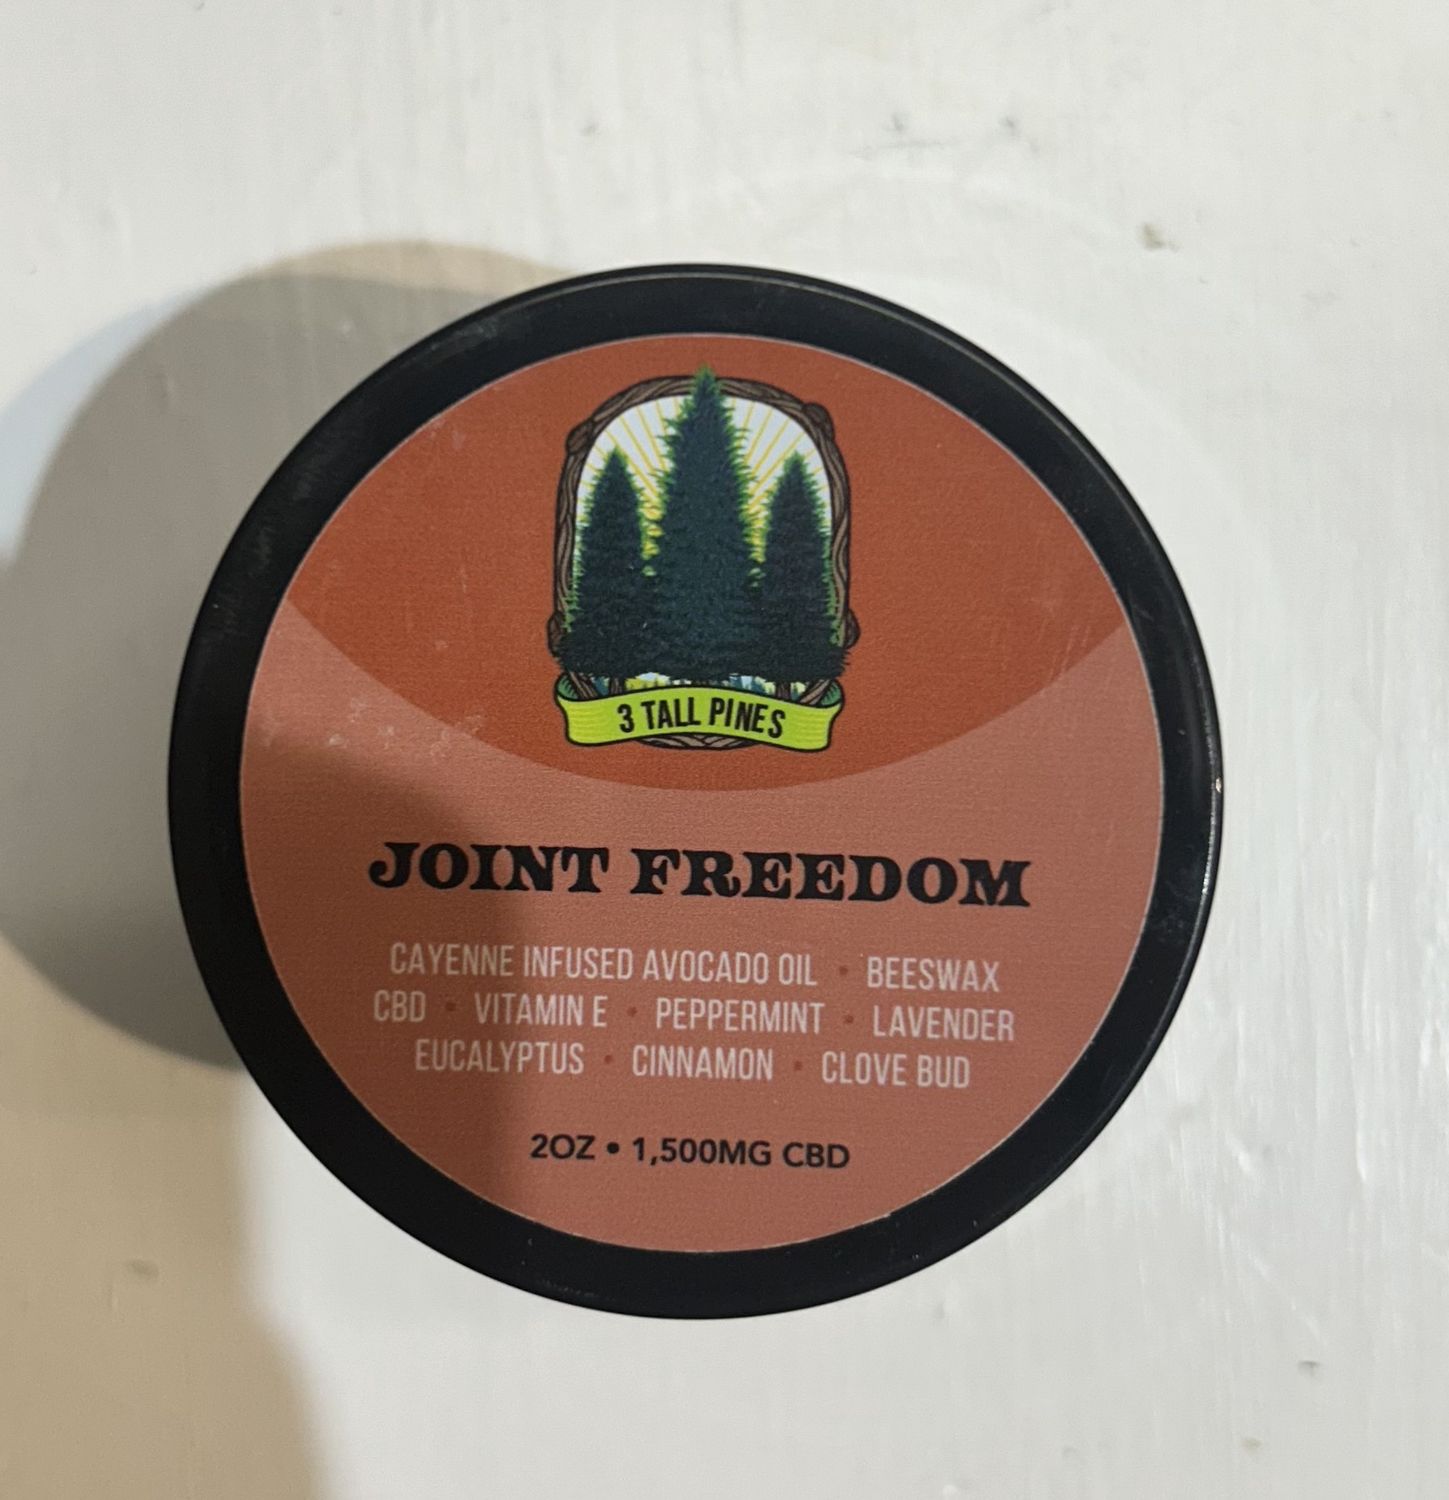 3 TALL PINES
JOINT FREEDOM
CAYENNE INFUSED AVOCADO OIL • BEESWAX
CBD • VITAMIN E • PEPPERMINT • LAVENDER
EUCALYPTUS • CINNAMON • CLOVE BUD
2OZ • 1,500MG CBD